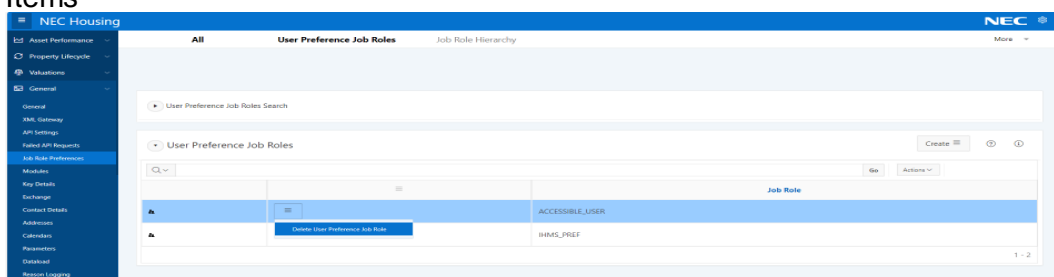 items
NEC Housing
NEC
Asset Performance
All
User Preference Job Roles
Job Role Hierarchy
More
Property Lifecycle
Valuations
General
General
User Preference Job Roles Search
XML Gateway
API Settings
Failed API Requests
User Preference Job Roles
Create
Job Role Preferences
Modules
Go
Actions
Key Details
Job Role
Exchange
Contact Details
ACCESSIBLE_USER
Addresses
Delete User Preference Job Role
Calendars
IHMS_PREF
Parameters
Dataload
1 - 2
Reason Logging